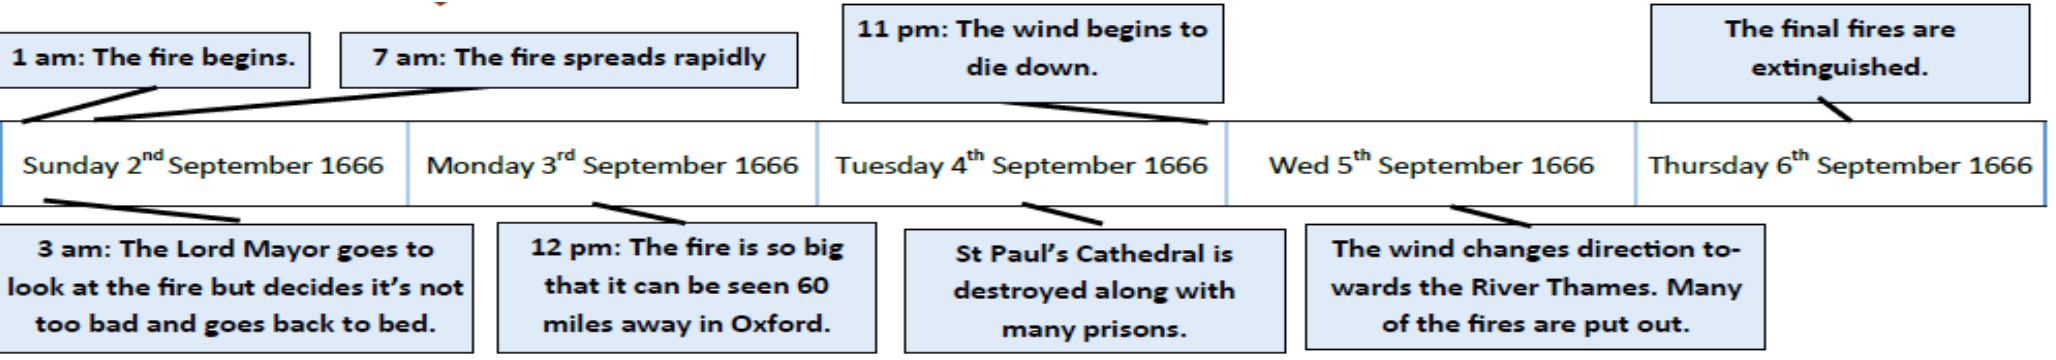 1 am: The fire begins.
7 am: The fire spreads rapidly
11 pm: The wind begins to
die down.
The final fires are
extinguished.
Sunday 2nd September 1666
Monday 3rd September 1666
Tuesday 4th September 1666
Wed 5th September 1666
Thursday 6th September 1666
3 am: The Lord Mayor goes to
look at the fire but decides it’s not
too bad and goes back to bed.
12 pm: The fire is so big
that it can be seen 60
miles away in Oxford.
St Paul’s Cathedral is
destroyed along with
many prisons.
The wind changes direction to-
wards the River Thames. Many
of the fires are put out.